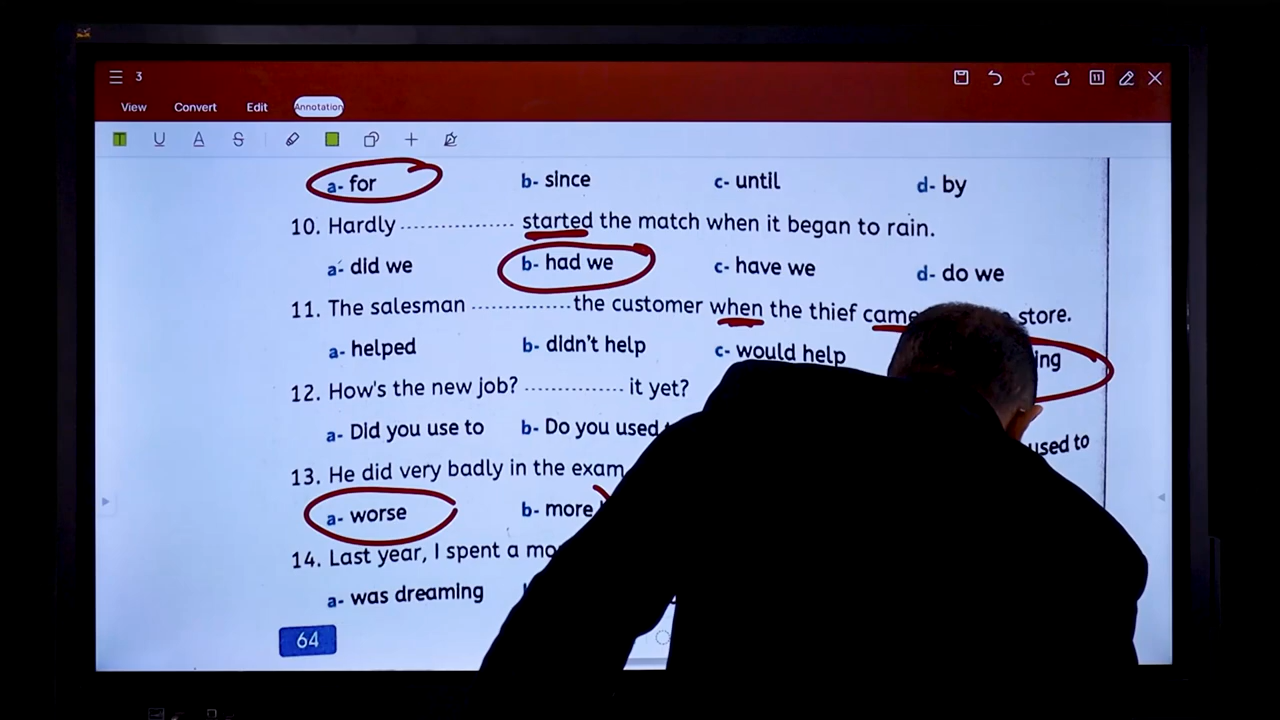 3
View Convert Edit Annotation
a- for b- since c- until d- by
10. Hardly ............... started the match when it began to rain.
a- did we b- had we c- have we d- do we
11. The salesman ............... the customer when the thief came store.
a- helped b- didn't help c- would help ing
12. How's the new job? ............... it yet?
a- Did you use to b- Do you used used to
13. He did very badly in the exam
a- worse b- more
14. Last year, I spent a
a- was dreaming
64